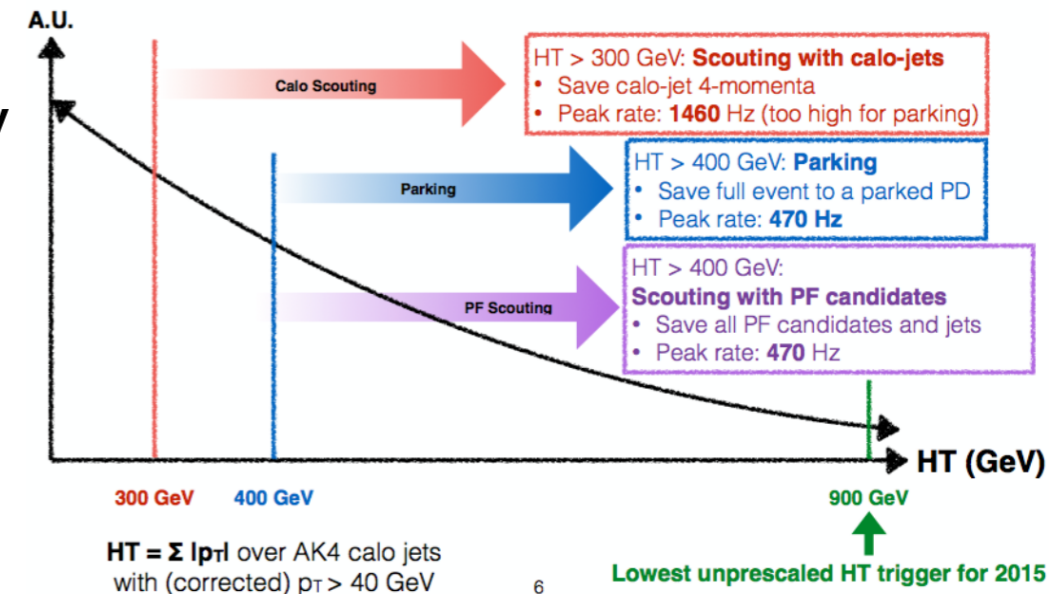 A.U.
Calo Scouting
HT > 300 GeV: Scouting with calo-jets
• Save calo-jet 4-momenta
• Peak rate: 1460 Hz (too high for parking)
Parking
HT > 400 GeV: Parking
• Save full event to a parked PD
• Peak rate: 470 Hz
PF Scouting
HT > 400 GeV:
Scouting with PF candidates
• Save all PF candidates and jets
• Peak rate: 470 Hz
HT (GeV)
300 GeV
400 GeV
900 GeV
HT = Σ |pT| over AK4 calo jets
with (corrected) pT > 40 GeV
6
Lowest unprescaled HT trigger for 2015